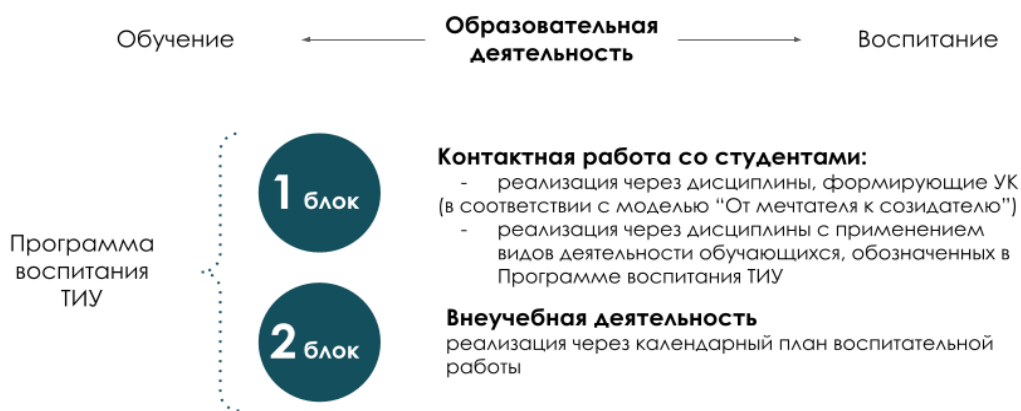 Обучение
Образовательная
деятельность
Воспитание
Программа
воспитания
ТИУ
1 блок
Контактная работа со студентами:
- реализация через дисциплины, формирующие УК
(в соответствии с моделью “От мечтателя к созидателю”)
- реализация через дисциплины с применением
видов деятельности обучающихся, обозначенных в
Программе воспитания ТИУ
2 блок
Внеучебная деятельность
реализация через календарный план воспитательной
работы